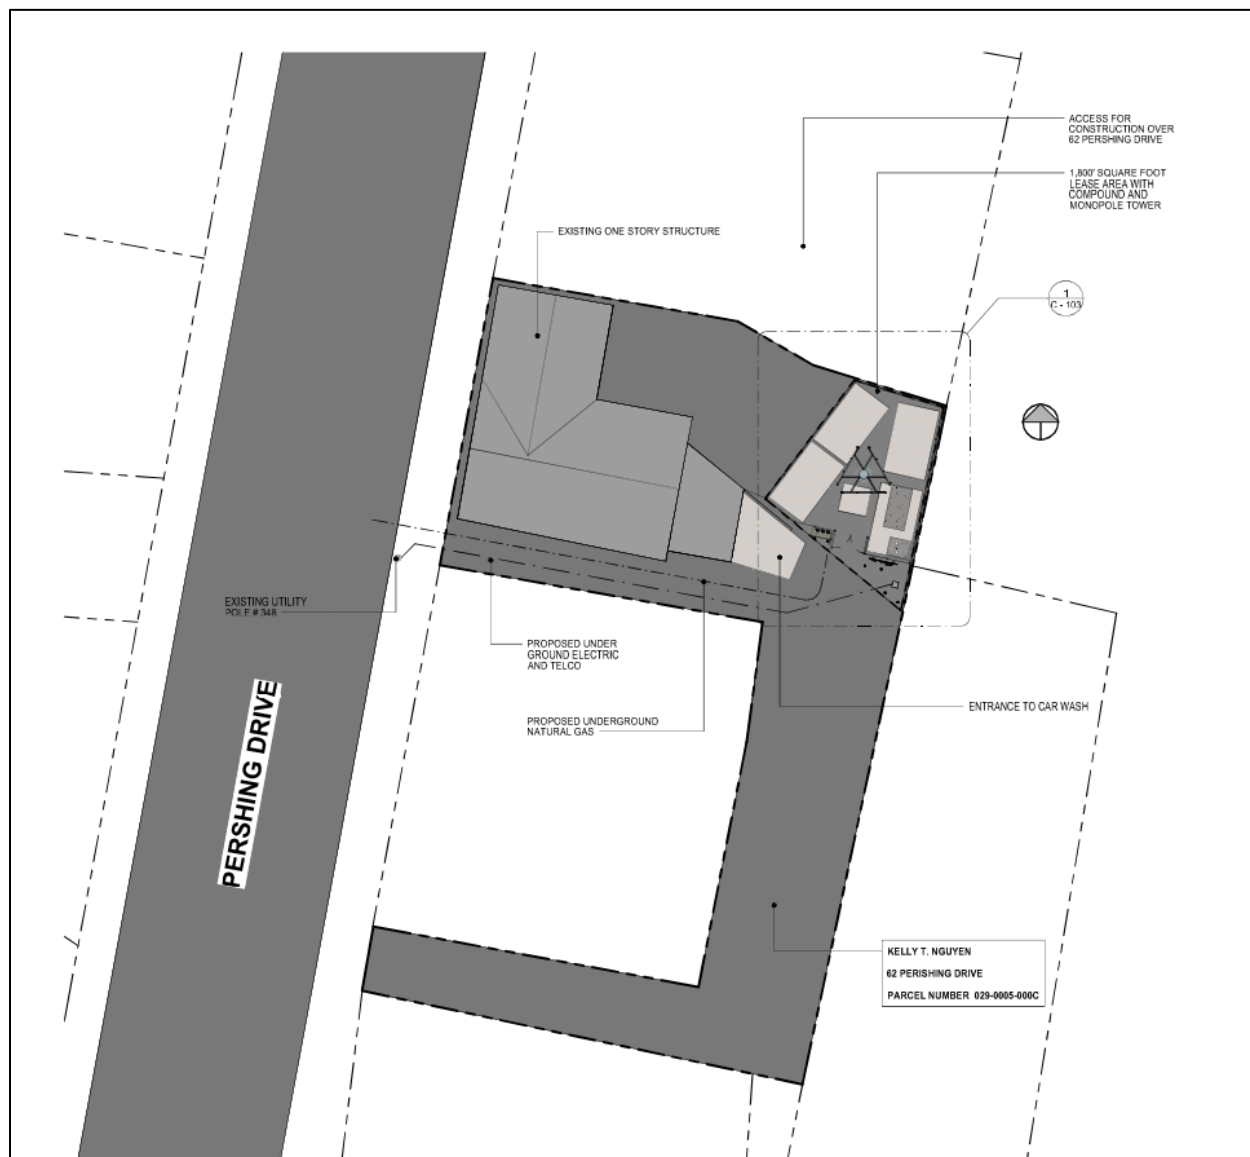 ACCESS FOR
CONSTRUCTION OVER
62 PERSHING DRIVE
1,800' SQUARE FOOT
LEASE AREA WITH
COMPOUND AND
MONOPOLE TOWER
EXISTING ONE STORY STRUCTURE
1
C - 103
EXISTING UTILITY
POLE # 348
PROPOSED UNDER
GROUND ELECTRIC
AND TELCO
PROPOSED UNDERGROUND
NATURAL GAS
ENTRANCE TO CAR WASH
PERSHING DRIVE
KELLY T. NGUYEN
62 PERISHING DRIVE
PARCEL NUMBER 029-0005-000C